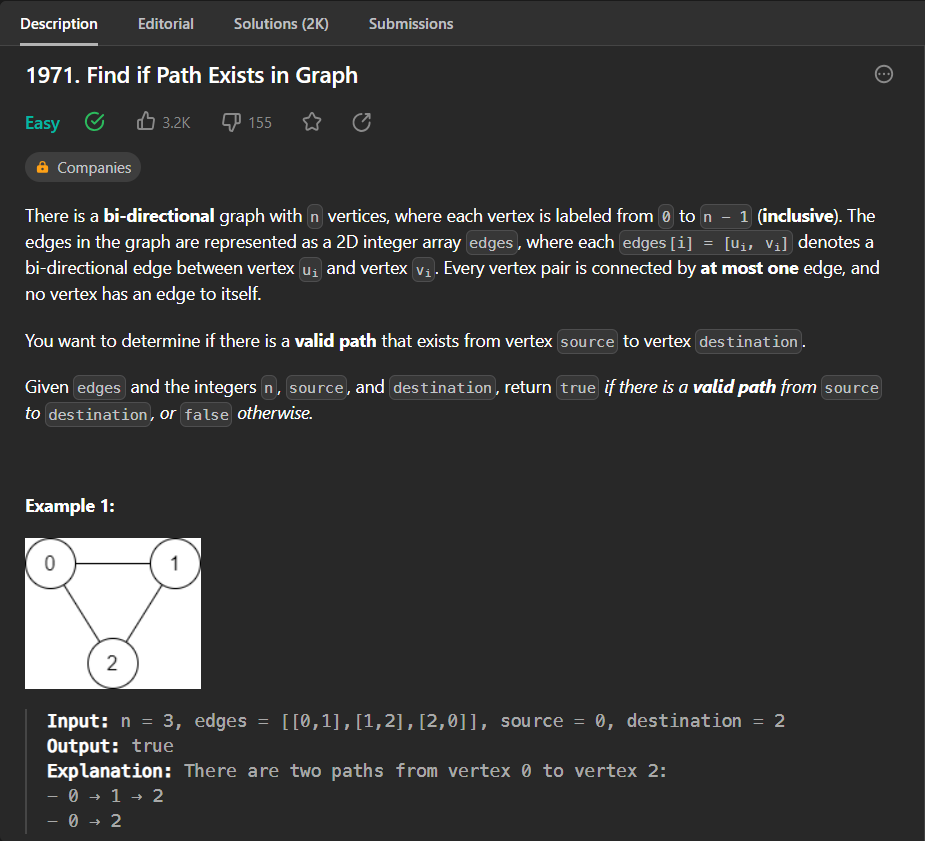 Description Editorial Solutions (2K) Submissions
1971. Find if Path Exists in Graph
Easy 3.2K 155
Companies
There is a bi-directional graph with n vertices, where each vertex is labeled from 0 to n - 1 (inclusive). The
edges in the graph are represented as a 2D integer array edges, where each edges[i] = [uᵢ, vᵢ] denotes a
bi-directional edge between vertex uᵢ and vertex vᵢ. Every vertex pair is connected by at most one edge, and
no vertex has an edge to itself.
You want to determine if there is a valid path that exists from vertex source to vertex destination.
Given edges and the integers n, source, and destination, return true if there is a valid path from source
to destination, or false otherwise.
Example 1:
0 1
2
Input: n = 3, edges = [[0,1],[1,2],[2,0]], source = 0, destination = 2
Output: true
Explanation: There are two paths from vertex 0 to vertex 2:
- 0 → 1 → 2
- 0 → 2